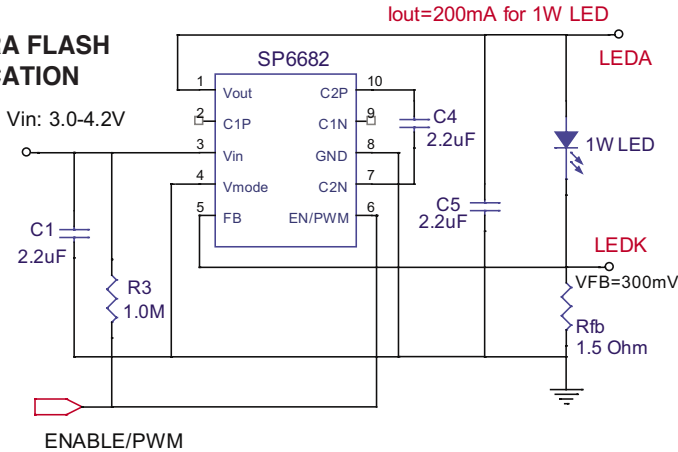 Iout=200mA for 1W LED
RA FLASH
CATION
SP6682
LEDA
Vin: 3.0-4.2V
1
Vout
C2P
10
2
C1P
C1N
9
3
Vin
GND
8
4
Vmode
C2N
7
5
FB
EN/PWM
6
C4
2.2uF
1W LED
C5
2.2uF
C1
2.2uF
LEDK
VFB=300mV
R3
1.0M
Rfb
1.5 Ohm
ENABLE/PWM